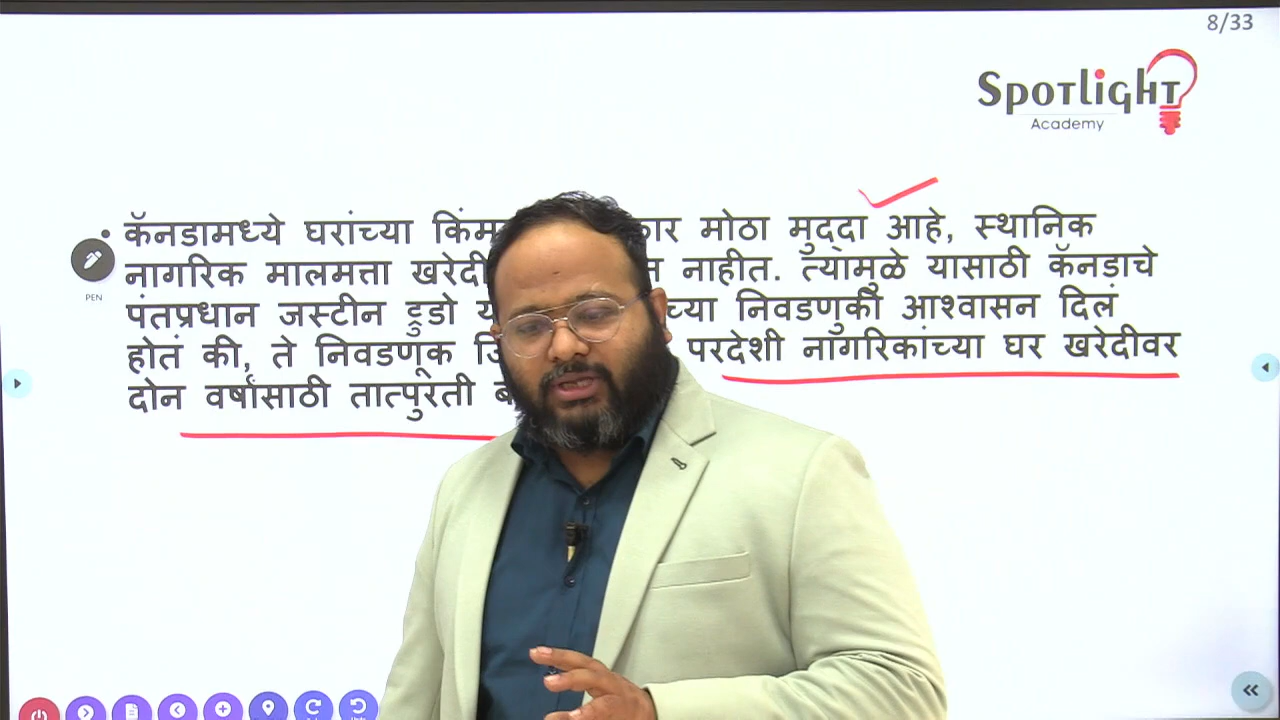 8/33
Spotlight
Academy
• कॅनडामध्ये घरांच्या मोठा मुद्दा आहे, स्थानिक
नागरिक मालमत्ता नाहीत. त्यामुळे यासाठी कॅनडाचे
पंतप्रधान जस्टीन ट्रुडो निवडणुकी आश्वासन दिलं
होतं की, ते निवडणूक परदेशी नागरिकांच्या घर खरेदीवर
दोन वर्षांसाठी तात्पुरती
PEN